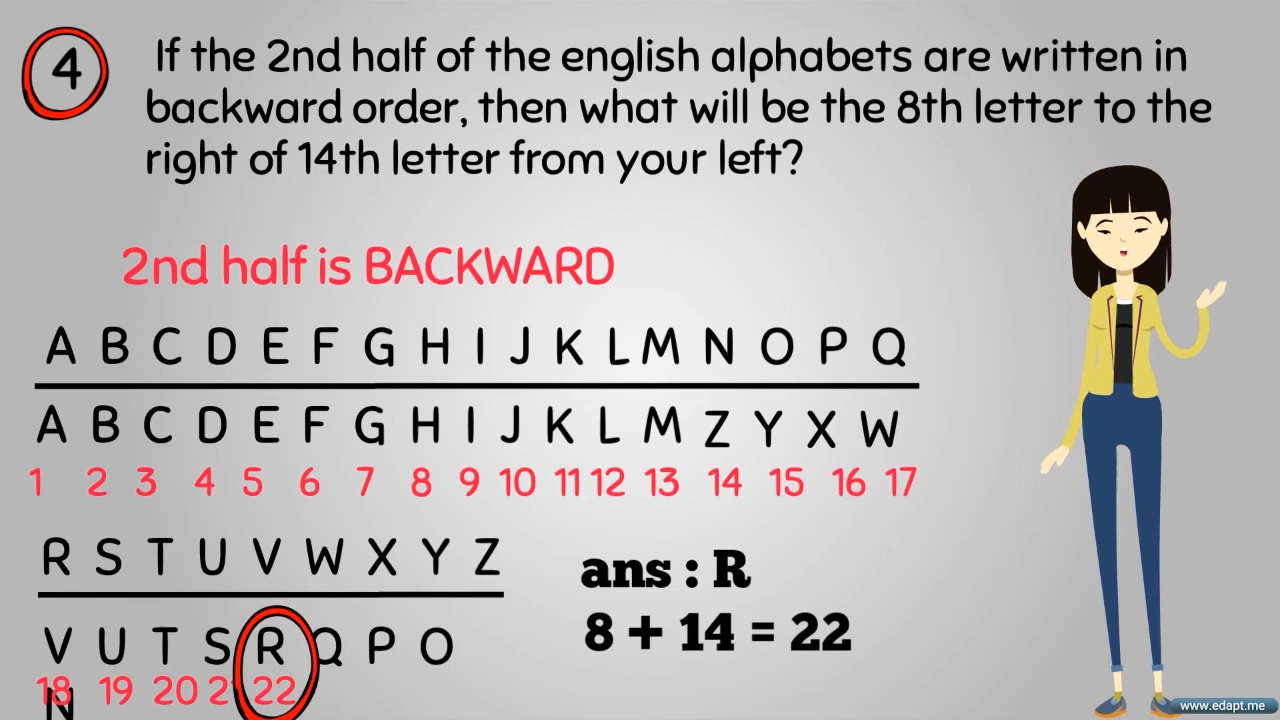 4
If the 2nd half of the english alphabets are written in
backward order, then what will be the 8th letter to the
right of 14th letter from your left?
2nd half is BACKWARD
A B C D E F G H I J K L M N O P Q
A B C D E F G H I J K L M Z Y X W
1 2 3 4 5 6 7 8 9 10 11 12 13 14 15 16 17
R S T U V W X Y Z
V U T S R Q P O
18 19 20 21 22
N
ans : R
8 + 14 = 22
www.edapt.me